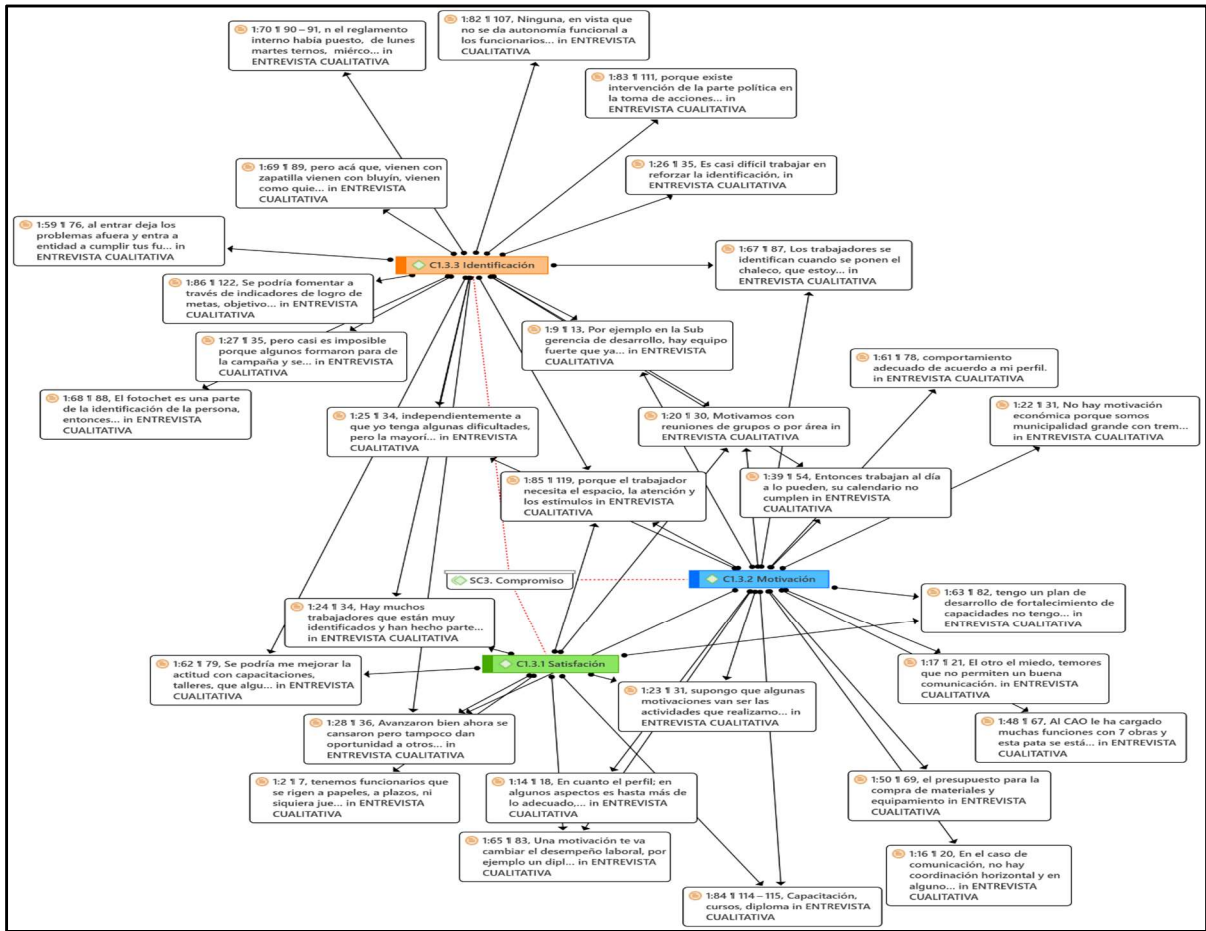 1:70 ¶ 90 – 91, n el reglamento
interno había puesto, de lunes
martes ternos, miérco... in
ENTREVISTA CUALITATIVA
1:82 ¶ 107, Ninguna, en vista que
no se da autonomía funcional a
los funcionarios... in ENTREVISTA
CUALITATIVA
1:83 ¶ 111, porque existe
intervención de la parte política en
la toma de acciones... in
ENTREVISTA CUALITATIVA
1:69 ¶ 89, pero acá que, vienen con
zapatilla vienen con bluyín, vienen
como quie... in ENTREVISTA
CUALITATIVA
1:26 ¶ 35, Es casi difícil trabajar en
reforzar la identificación, in
ENTREVISTA CUALITATIVA
1:59 ¶ 76, al entrar deja los
problemas afuera y entra a
entidad a cumplir tus fu... in
ENTREVISTA CUALITATIVA
C1.3.3 Identificación
1:67 ¶ 87, Los trabajadores se
identifican cuando se ponen el
chaleco, que estoy... in
ENTREVISTA CUALITATIVA
1:86 ¶ 122, Se podría fomentar a
través de indicadores de logro de
metas, objetivo... in ENTREVISTA
CUALITATIVA
1:27 ¶ 35, pero casi es imposible
porque algunos formaron para de
la campaña y se... in ENTREVISTA
CUALITATIVA
1:9 ¶ 13, Por ejemplo en la Sub
gerencia de desarrollo, hay equipo
fuerte que ya... in ENTREVISTA
CUALITATIVA
1:61 ¶ 78, comportamiento
adecuado de acuerdo a mi perfil.
in ENTREVISTA CUALITATIVA
1:68 ¶ 88, El fotochet es una parte
de la identificación de la persona,
entonces... in ENTREVISTA
CUALITATIVA
1:25 ¶ 34, independientemente a
que yo tenga algunas dificultades,
pero la mayorí... in ENTREVISTA
CUALITATIVA
1:20 ¶ 30, Motivamos con
reuniones de grupos o por área in
ENTREVISTA CUALITATIVA
1:22 ¶ 31, No hay motivación
económica porque somos
municipalidad grande con trem...
in ENTREVISTA CUALITATIVA
1:85 ¶ 119, porque el trabajador
necesita el espacio, la atención y
los estímulos in ENTREVISTA
CUALITATIVA
1:39 ¶ 54, Entonces trabajan al día
a lo pueden, su calendario no
cumplen in ENTREVISTA
CUALITATIVA
SC3. Compromiso
C1.3.2 Motivación
1:24 ¶ 34, Hay muchos
trabajadores que están muy
identificados y han hecho parte...
in ENTREVISTA CUALITATIVA
1:63 ¶ 82, tengo un plan de
desarrollo de fortalecimiento de
capacidades no tengo... in
ENTREVISTA CUALITATIVA
1:62 ¶ 79, Se podría me mejorar la
actitud con capacitaciones,
talleres, que algu... in ENTREVISTA
CUALITATIVA
C1.3.1 Satisfación
1:23 ¶ 31, supongo que algunas
motivaciones van ser las
actividades que realizamo... in
ENTREVISTA CUALITATIVA
1:17 ¶ 21, El otro el miedo, temores
que no permiten un buena
comunicación. in ENTREVISTA
CUALITATIVA
1:28 ¶ 36, Avanzaron bien ahora se
cansaron pero tampoco dan
oportunidad a otros... in
ENTREVISTA CUALITATIVA
1:48 ¶ 67, Al CAO le ha cargado
muchas funciones con 7 obras y
esta pata se está... in ENTREVISTA
CUALITATIVA
1:2 ¶ 7, tenemos funcionarios que
se rigen a papeles, a plazos, ni
siquiera jue... in ENTREVISTA
CUALITATIVA
1:14 ¶ 18, En cuanto el perfil; en
algunos aspectos es hasta más de
lo adecuado,... in ENTREVISTA
CUALITATIVA
1:50 ¶ 69, el presupuesto para la
compra de materiales y
equipamiento in ENTREVISTA
CUALITATIVA
1:65 ¶ 83, Una motivación te va
cambiar el desempeño laboral, por
ejemplo un dipl... in ENTREVISTA
CUALITATIVA
1:16 ¶ 20, En el caso de
comunicación, no hay
coordinación horizontal y en
alguno... in ENTREVISTA
CUALITATIVA
1:84 ¶ 114 – 115, Capacitación,
cursos, diploma in ENTREVISTA
CUALITATIVA